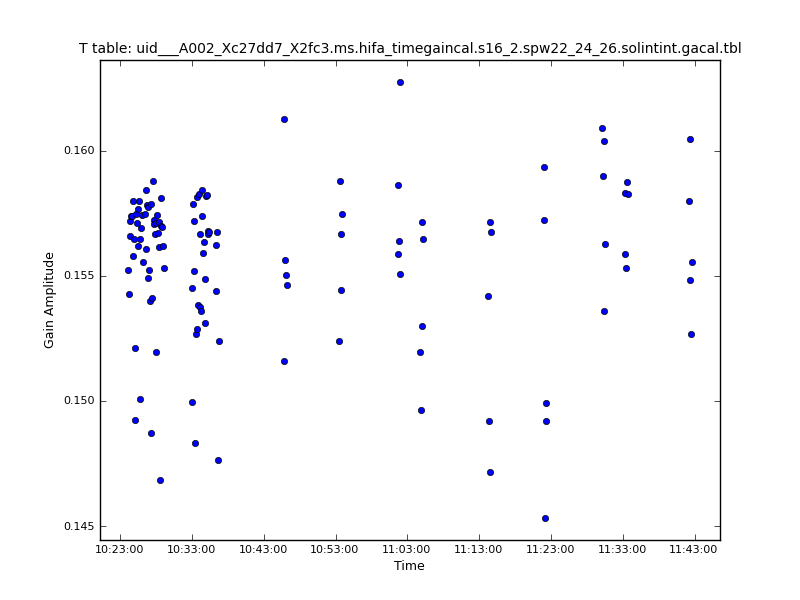 T table: uid___A002_Xc27dd7_X2fc3.ms.hifa_timegaincal.s16_2.spw22_24_26.solintint.gacal.tbl
Gain Amplitude
0.160
0.155
0.150
0.145
10:23:00 10:33:00 10:43:00 10:53:00 11:03:00 11:13:00 11:23:00 11:33:00 11:43:00
Time